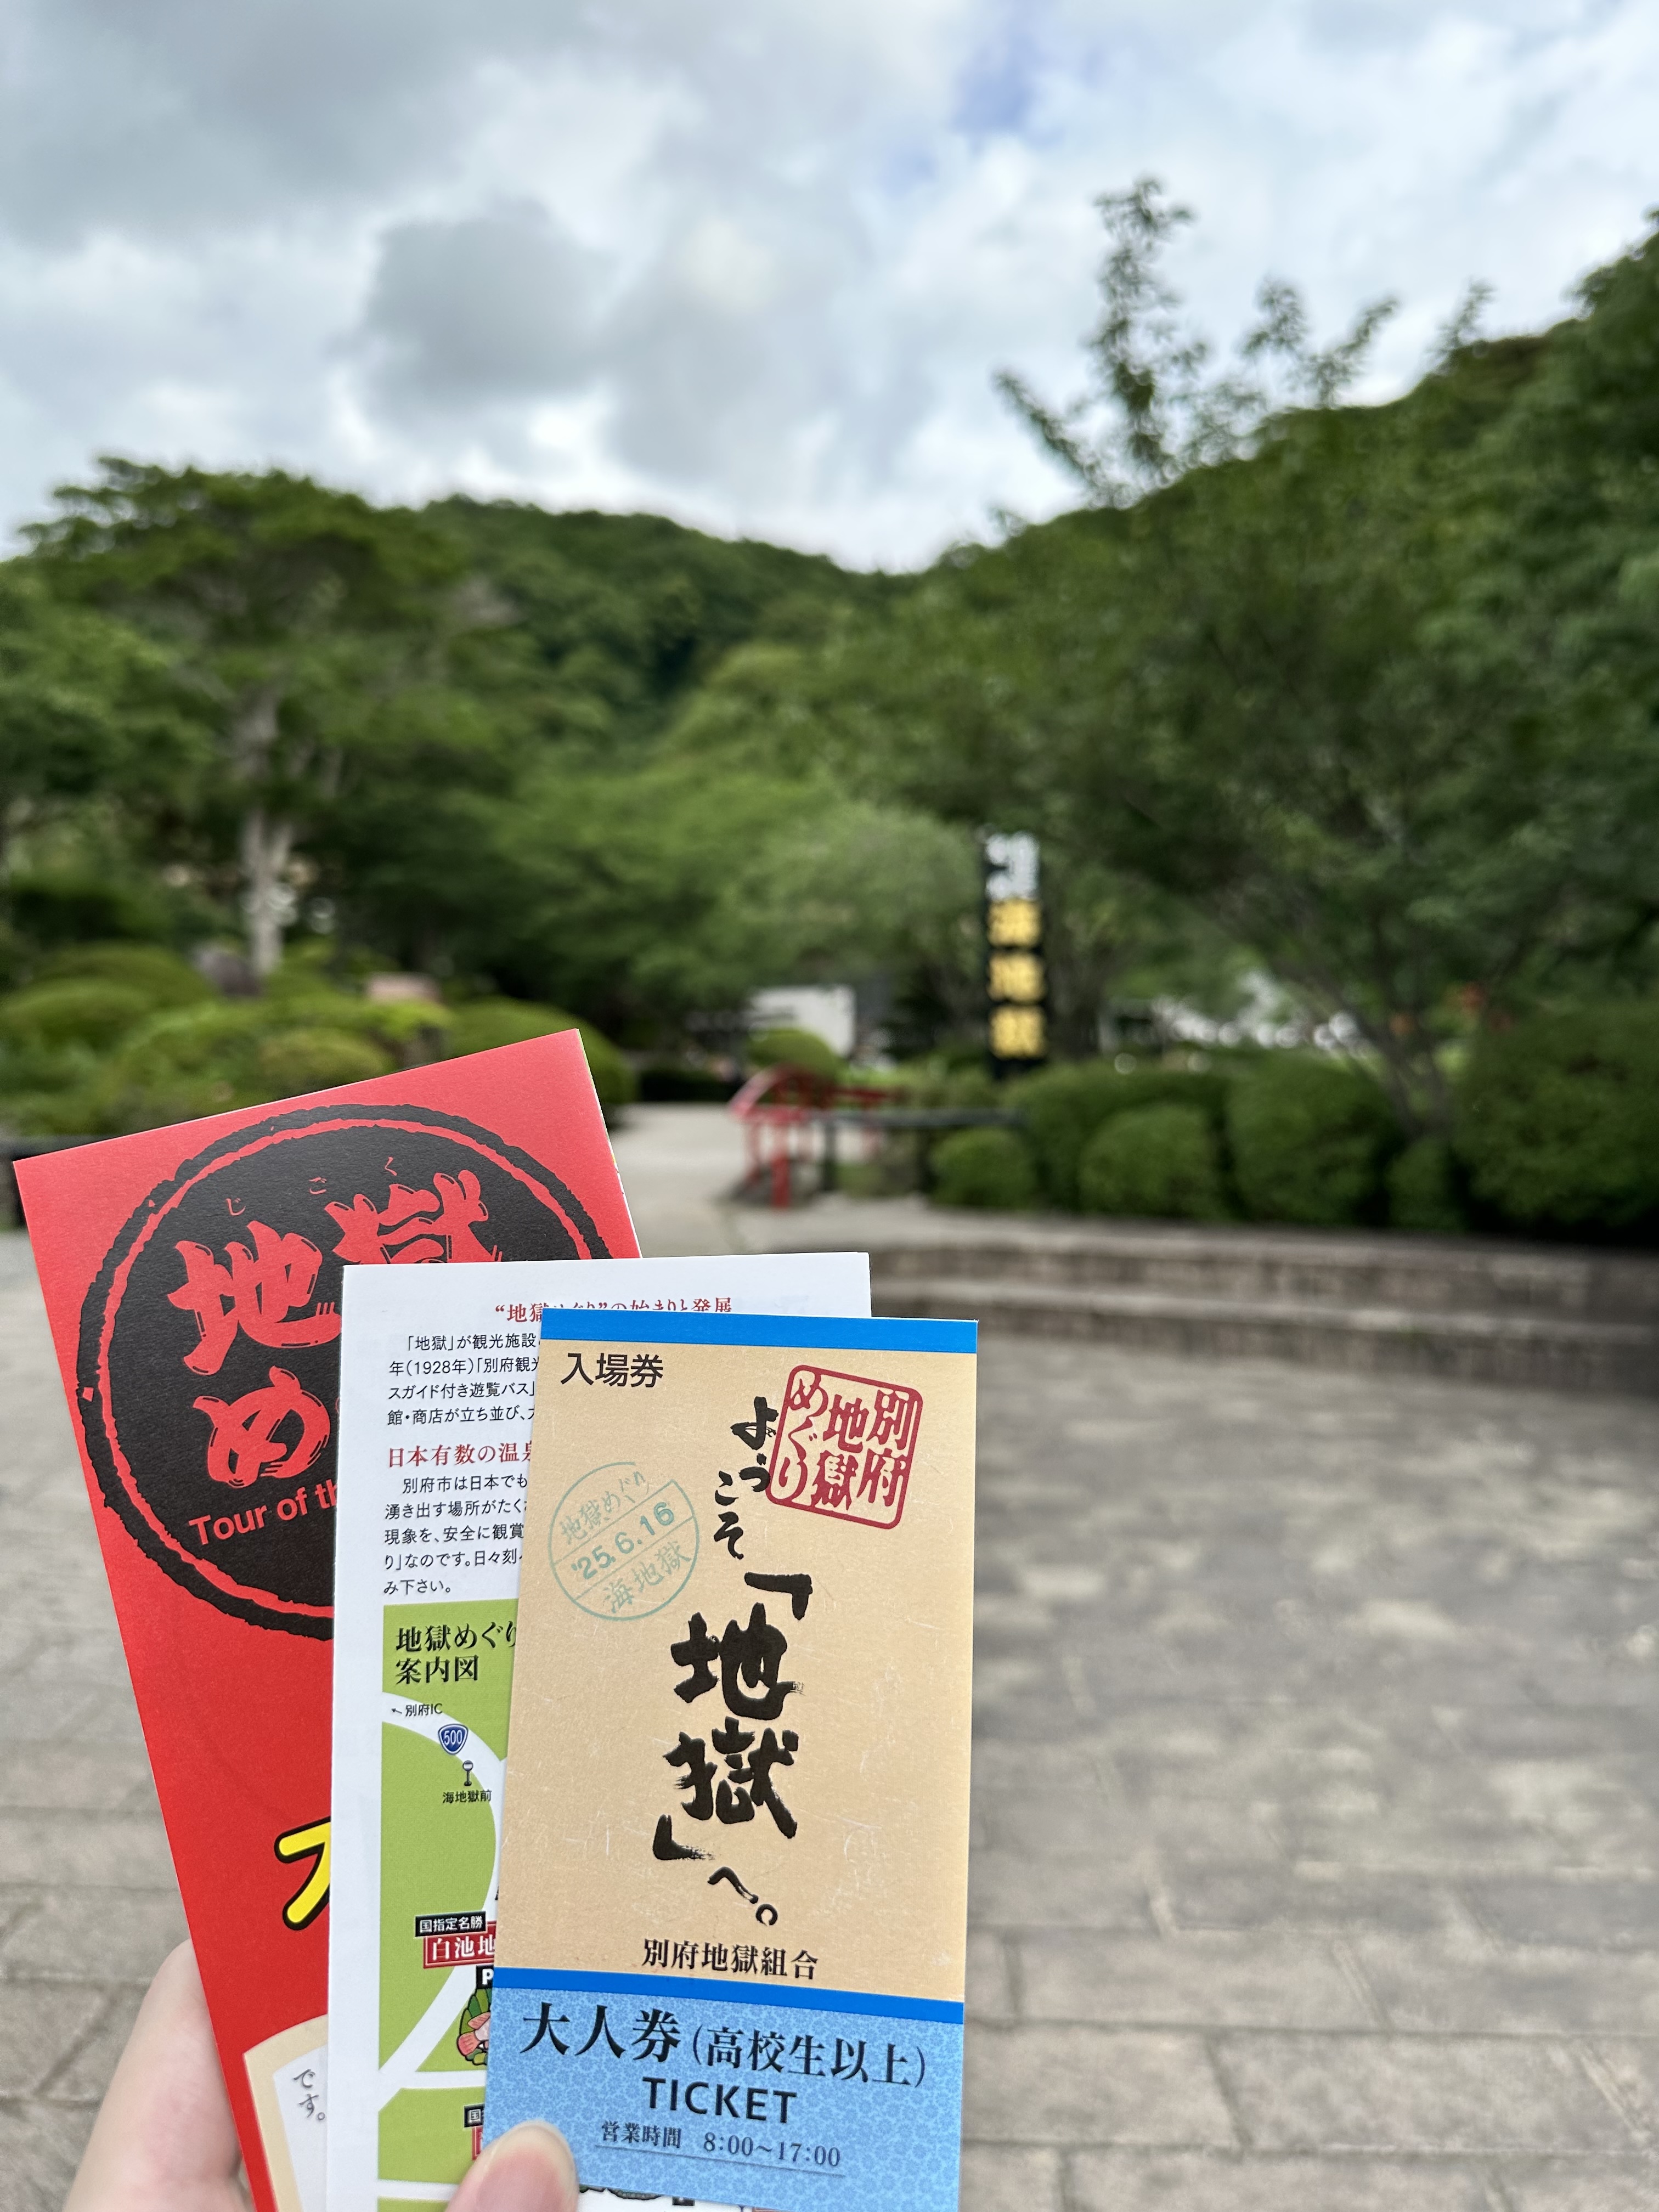 海地獄
じごく
地獄
め
Tour of th
"地獄めぐり"の始まりと発展
「地獄」が観光施設
年(1928年)「別府観光
スガイド付き遊覧バス」
館・商店が立ち並び、
日本有数の温泉
別府市は日本でも
湧き出す場所がたく
現象を、安全に観賞
り」なのです。日々刻
み下さい。
地獄めぐり
案内図
←別府IC
500
海地獄前
国指定名勝
白池地
P
国
です。
入場券
別府
地獄
めぐり
ようこそ
「地獄」へ。
地獄めぐり
'25.6.16
海地獄
別府地獄組合
大人券(高校生以上)
TICKET
営業時間 8:00~17:00